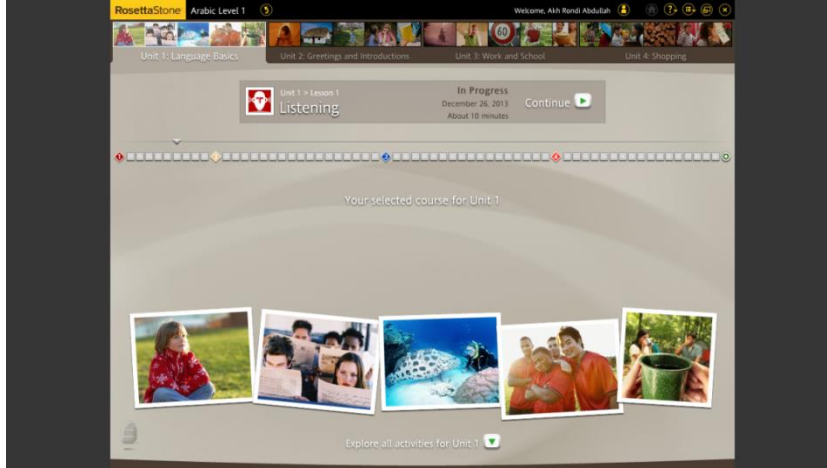 RosettaStone Arabic Level 1 Welcome, Akh Rondi Abdullah
Unit 1: Language Basics Unit 2: Greetings and Introductions Unit 3: Work and School Unit 4: Shopping
60
Unit 1 > Lesson 1
Listening
In Progress
December 26, 2013
About 10 minutes
Continue
Your selected course for Unit 1
Explore all activities for Unit 1